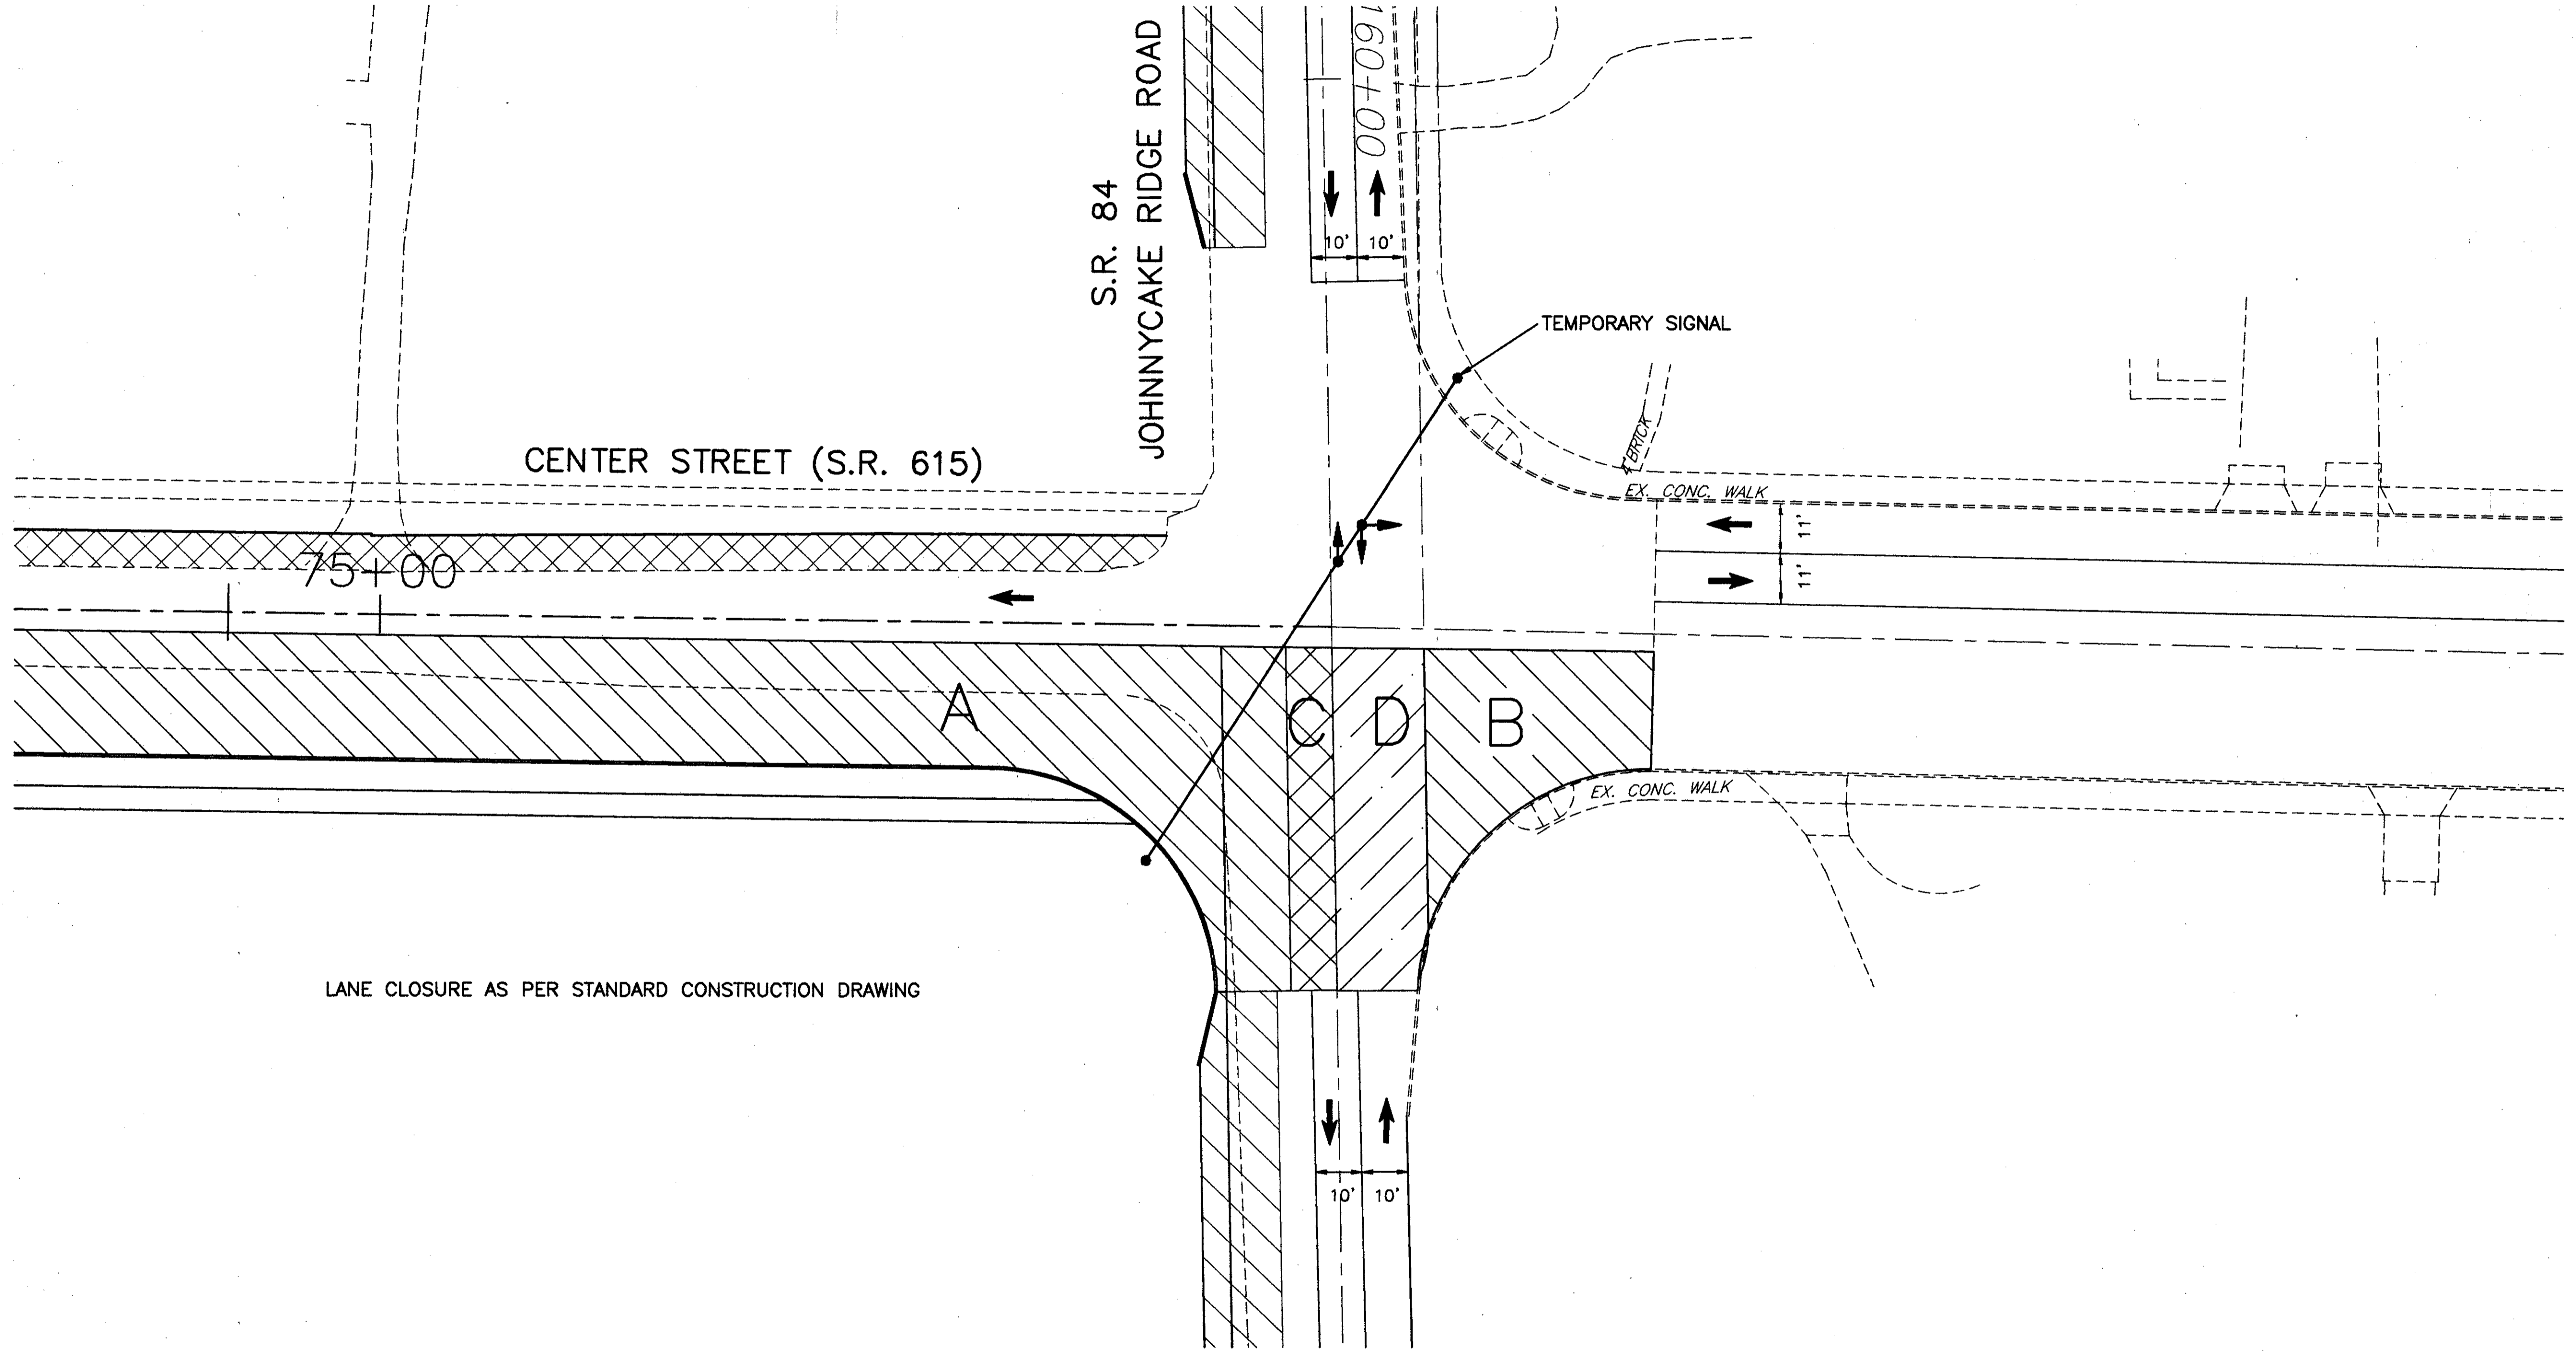 S.R. 84
JOHNNYCAKE RIDGE ROAD
160+00
10' 10'
TEMPORARY SIGNAL
CENTER STREET (S.R. 615)
4' BRICK
EX. CONC. WALK
11'
11'
75+00
A C D B
EX. CONC. WALK
LANE CLOSURE AS PER STANDARD CONSTRUCTION DRAWING
10' 10'